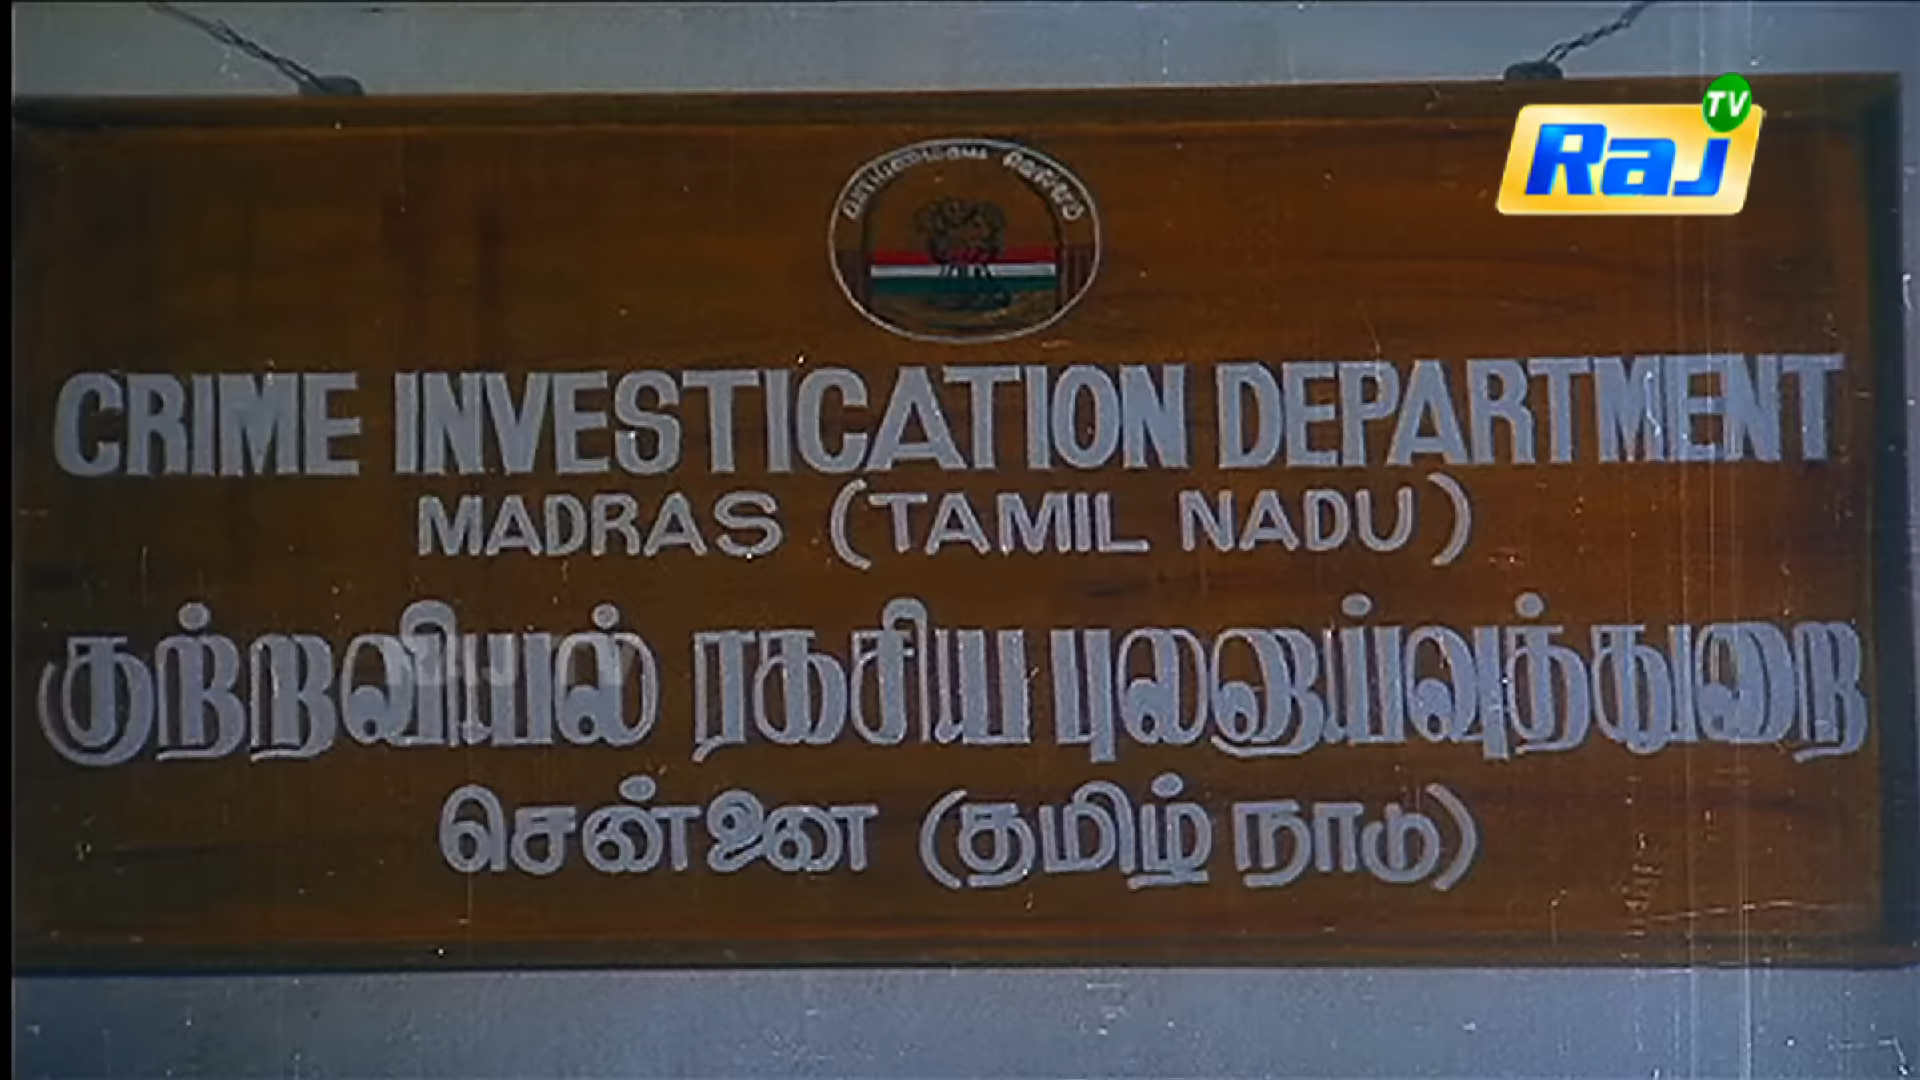 Raj TV
வாய்மையே வெல்லும்
CRIME INVESTICATION DEPARTMENT
MADRAS (TAMIL NADU)
குற்றவியல் ரகசிய புலனாய்வுத்துறை
சென்னை (தமிழ் நாடு)